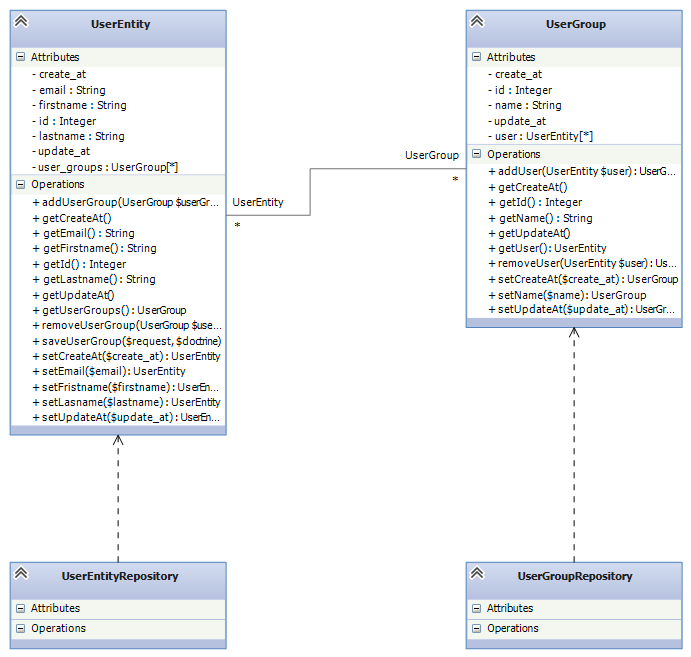 UserEntity
Attributes
- create_at
- email : String
- firstname : String
- id : Integer
- lastname : String
- update_at
- user_groups : UserGroup[*]
Operations
+ addUserGroup(UserGroup $userGr...
+ getCreateAt()
+ getEmail() : String
+ getFirstname() : String
+ getId() : Integer
+ getLastname() : String
+ getUpdateAt()
+ getUserGroups() : UserGroup
+ removeUserGroup(UserGroup $use...
+ saveUserGroup($request, $doctrine)
+ setCreateAt($create_at) : UserEntity
+ setEmail($email) : UserEntity
+ setFristname($firstname) : UserEn...
+ setLasname($lastname) : UserEntity
+ setUpdateAt($update_at) : UserEn...
UserGroup
*
UserEntity
*
UserGroup
Attributes
- create_at
- id : Integer
- name : String
- update_at
- user : UserEntity[*]
Operations
+ addUser(UserEntity $user) : UserG...
+ getCreateAt()
+ getId() : Integer
+ getName() : String
+ getUpdateAt()
+ getUser() : UserEntity
+ removeUser(UserEntity $user) : Us...
+ setCreateAt($create_at) : UserGroup
+ setName($name) : UserGroup
+ setUpdateAt($update_at) : UserGr...
UserEntityRepository
Attributes
Operations
UserGroupRepository
Attributes
Operations